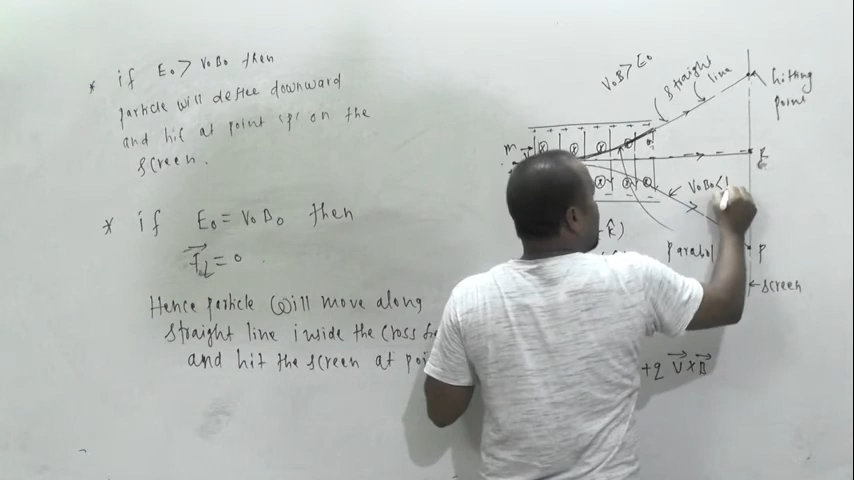 * if E₀ > V₀B₀ then
particle will deflec downward
and hit at point 'p' on the
screen.
* if E₀ = V₀B₀ then
F_L = 0
Hence particle will move along
straight line inside the cross
and hit the screen at
V₀B > E₀
straight
line
hitting
point
m
V₀B₀ <
parabol
P
screen
+q V × B